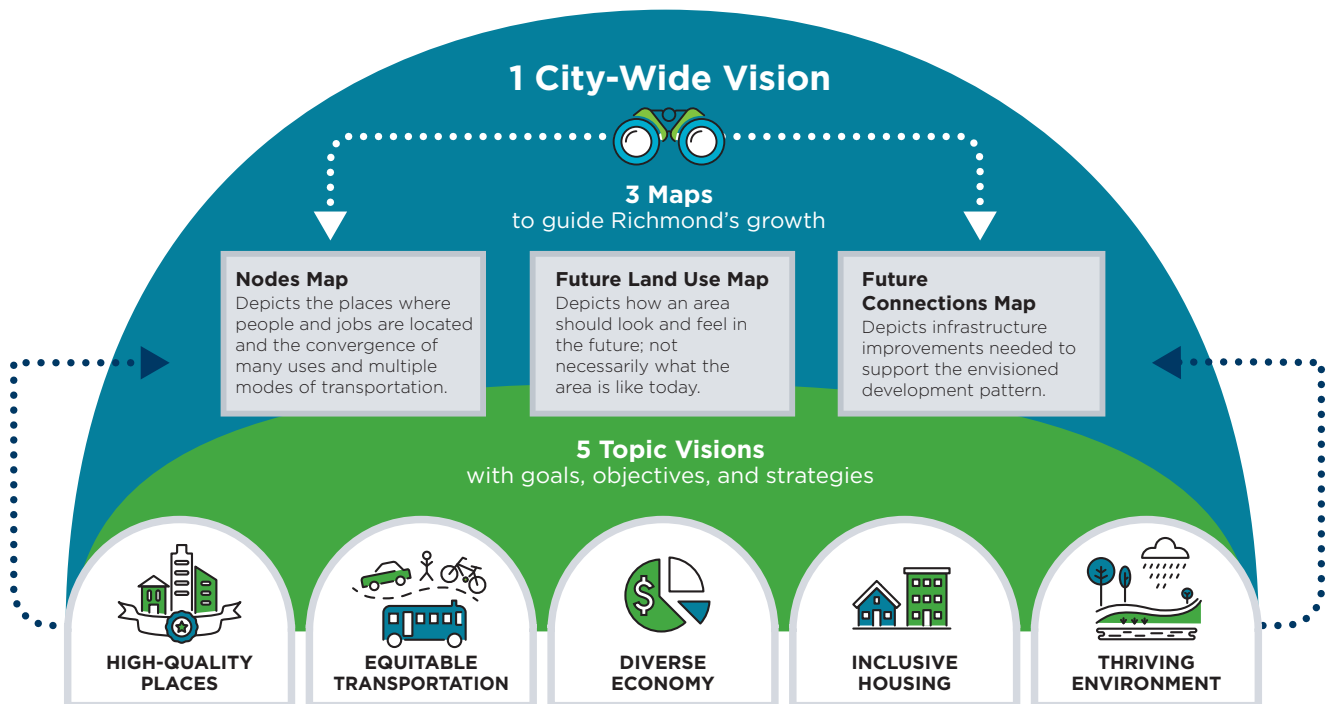 1 City-Wide Vision
3 Maps
to guide Richmond's growth
Nodes Map
Depicts the places where
people and jobs are located
and the convergence of
many uses and multiple
modes of transportation.
Future Land Use Map
Depicts how an area
should look and feel in
the future; not
necessarily what the
area is like today.
Future
Connections Map
Depicts infrastructure
improvements needed to
support the envisioned
development pattern.
5 Topic Visions
with goals, objectives, and strategies
$
HIGH-QUALITY
PLACES
EQUITABLE
TRANSPORTATION
DIVERSE
ECONOMY
INCLUSIVE
HOUSING
THRIVING
ENVIRONMENT